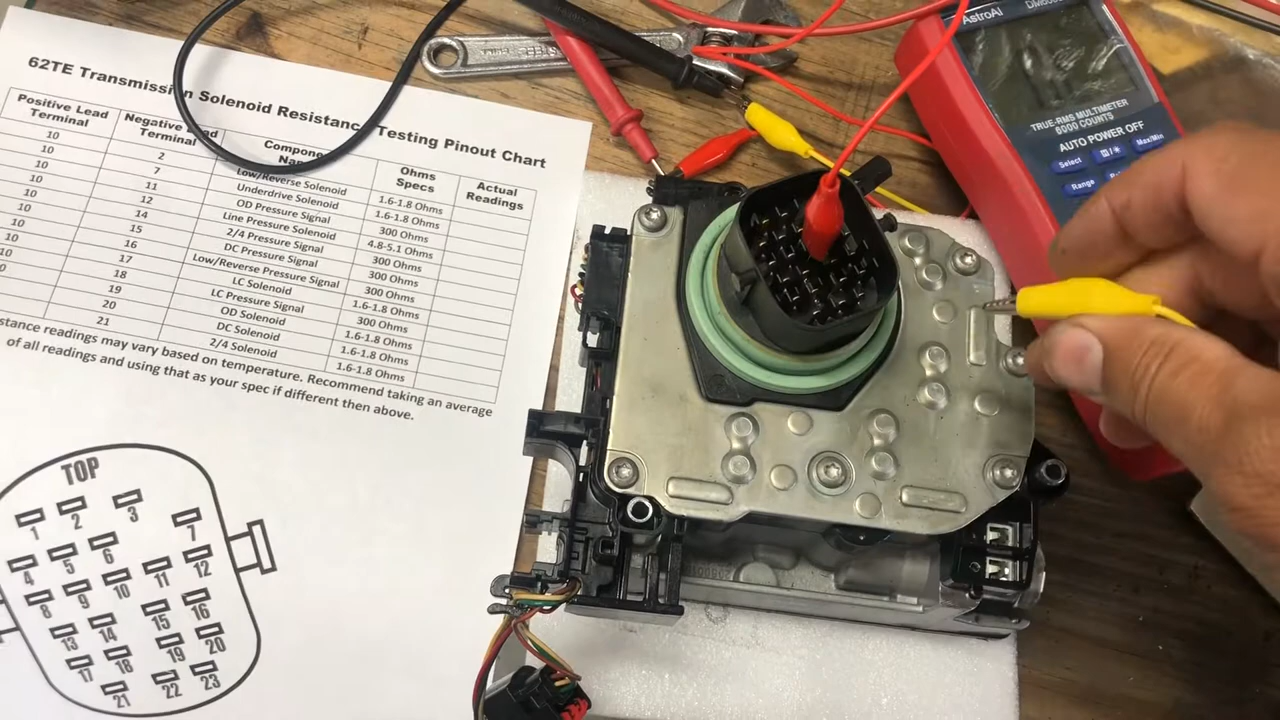 62TE Transmission Solenoid Resistance Testing Pinout Chart
Positive Lead Terminal Negative Lead Terminal Component Name Ohms Specs Actual Readings
10 2 Low/Reverse Solenoid 1.6-1.8 Ohms
10 7 Underdrive Solenoid 1.6-1.8 Ohms
10 11 OD Pressure Signal 300 Ohms
10 12 Line Pressure Solenoid 4.8-5.1 Ohms
10 14 2/4 Pressure Signal 300 Ohms
10 15 DC Pressure Signal 300 Ohms
10 16 Low/Reverse Pressure Signal 300 Ohms
10 17 LC Solenoid 1.6-1.8 Ohms
10 18 LC Pressure Signal 300 Ohms
0 19 OD Solenoid 1.6-1.8 Ohms
20 DC Solenoid 1.6-1.8 Ohms
21 2/4 Solenoid 1.6-1.8 Ohms
stance readings may vary based on temperature. Recommend taking an average
of all readings and using that as your spec if different then above.
TOP
1 2 3 7
4 5 6 11 12
8 9 10 15 16
13 14 19 20
17 18 22 23
21
AstroAI
TRUE-RMS MULTIMETER
6000 COUNTS
AUTO POWER OFF
Select Max/Min
Range